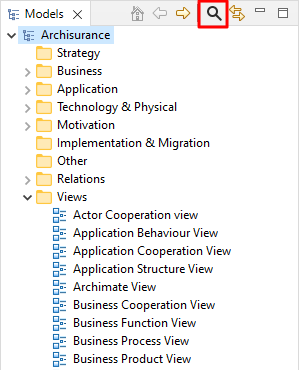 Models
Archisurance
Strategy
Business
Application
Technology & Physical
Motivation
Implementation & Migration
Other
Relations
Views
Actor Cooperation view
Application Behaviour View
Application Cooperation View
Application Structure View
Archimate View
Business Cooperation View
Business Function View
Business Process View
Business Product View